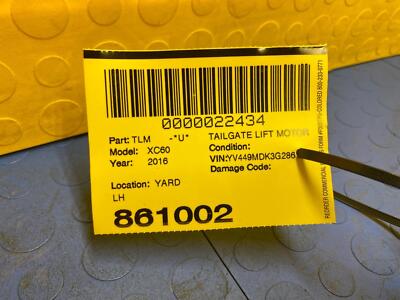 0000022434
Part: TLM -*U* TAILGATE LIFT MOTOR
Model: XC60 Condition:
Year: 2016 VIN:YV449MDK3G286
Damage Code:
Location: YARD
LH
861002